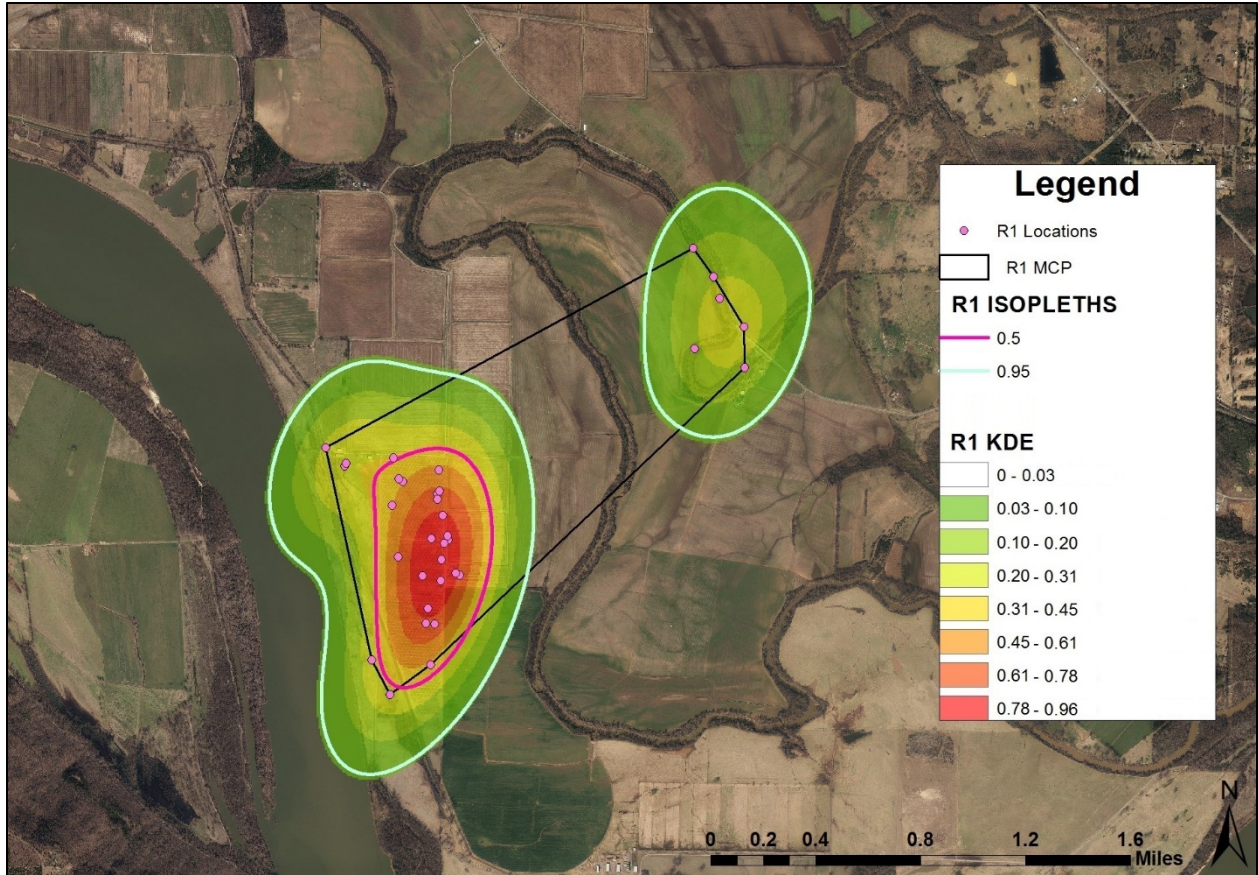 Legend
R1 Locations
R1 MCP
R1 ISOPLETHS
0.5
0.95
R1 KDE
0 - 0.03
0.03 - 0.10
0.10 - 0.20
0.20 - 0.31
0.31 - 0.45
0.45 - 0.61
0.61 - 0.78
0.78 - 0.96
N
0 0.2 0.4 0.8 1.2 1.6
Miles